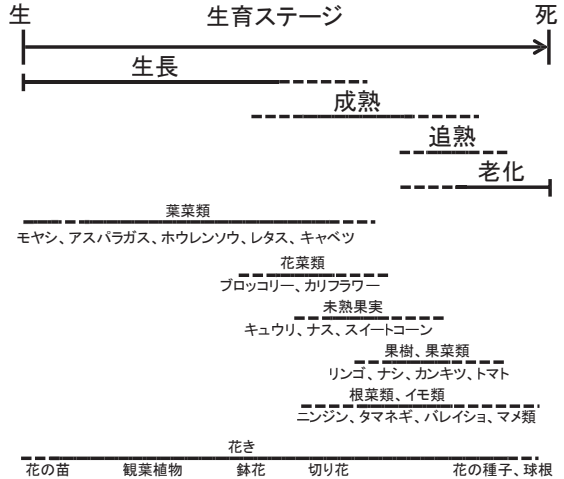 生 生育ステージ 死
生長
成熟
追熟
老化
葉菜類
モヤシ、アスパラガス、ホウレンソウ、レタス、キャベツ
花菜類
ブロッコリー、カリフラワー
未熟果実
キュウリ、ナス、スイートコーン
果樹、果菜類
リンゴ、ナシ、カンキツ、トマト
根菜類、イモ類
ニンジン、タマネギ、バレイショ、マメ類
花き
花の苗 観葉植物 鉢花 切り花 花の種子、球根